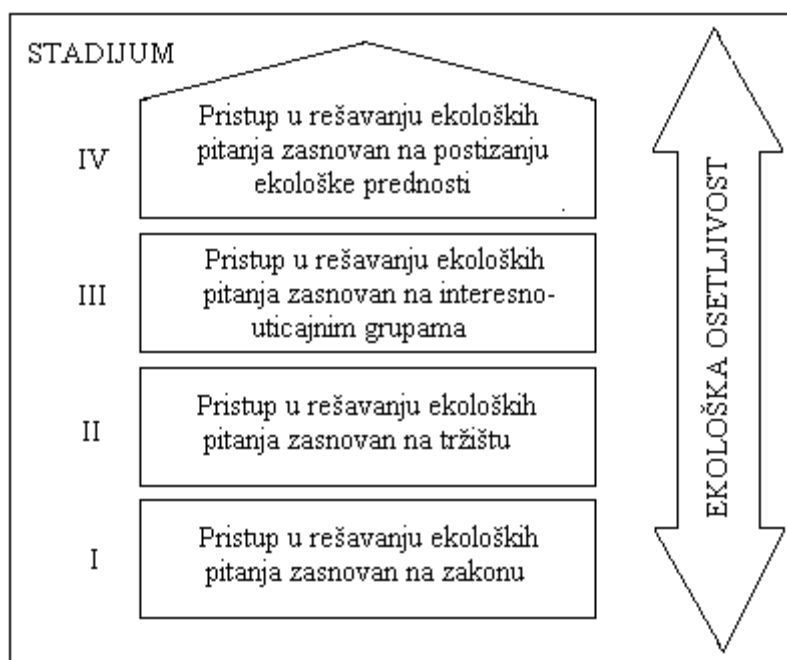 STADIJUM
IV
Pristup u rešavanju ekoloških
pitanja zasnovan na postizanju
ekološke prednosti
III
Pristup u rešavanju ekoloških
pitanja zasnovan na interesno-
uticajnim grupama
II
Pristup u rešavanju ekoloških
pitanja zasnovan na tržištu
I
Pristup u rešavanju ekoloških
pitanja zasnovan na zakonu
EKOLOŠKA OSETLJIVOST